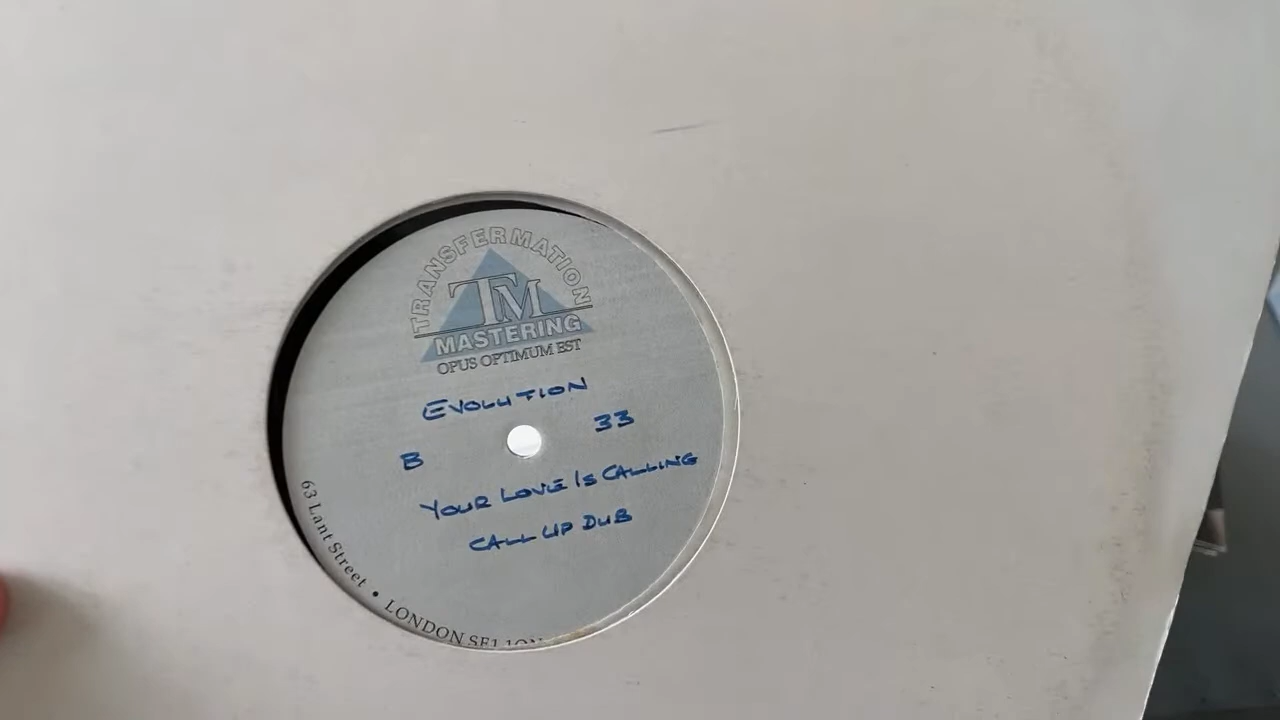 TRANSFERMATION
TM
MASTERING
OPUS OPTIMUM EST
EVOLUTION
33
B
YOUR LOVE IS CALLING
CALL UP DUB
63 Lant Street • LONDON SE1 1QN